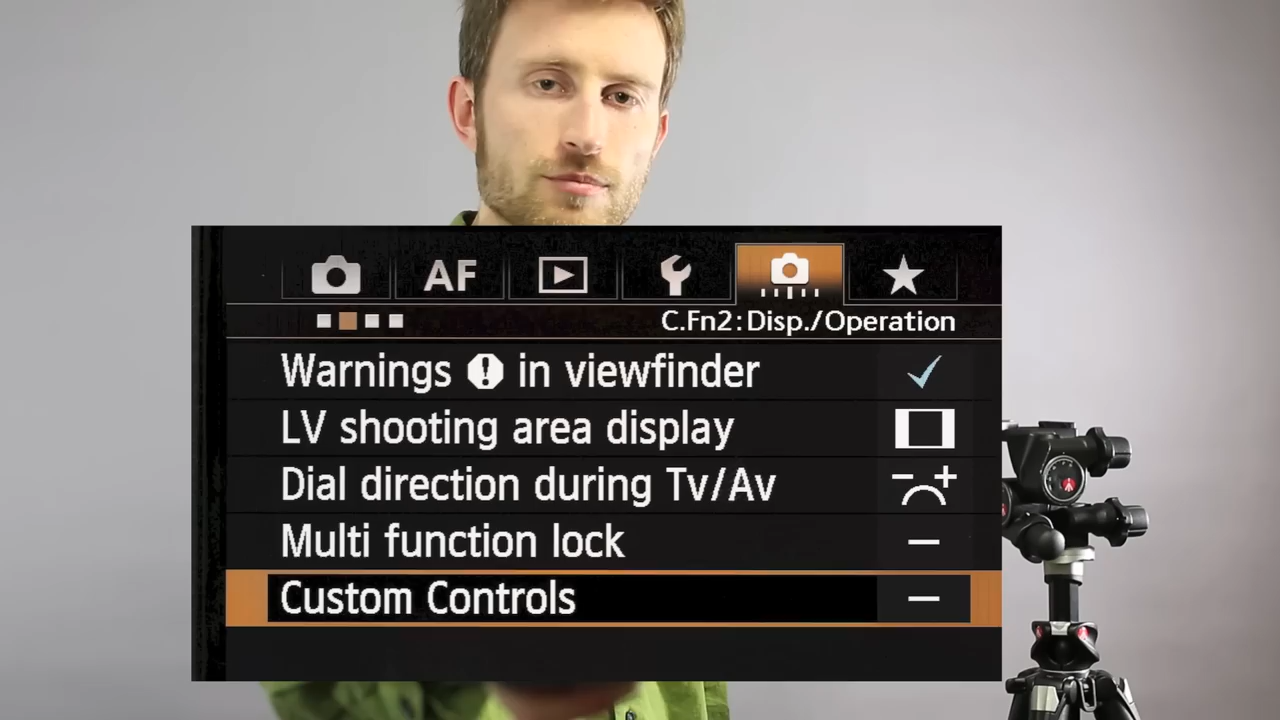 AF
C.Fn2:Disp./Operation
Warnings ! in viewfinder
LV shooting area display
Dial direction during Tv/Av
Multi function lock
Custom Controls